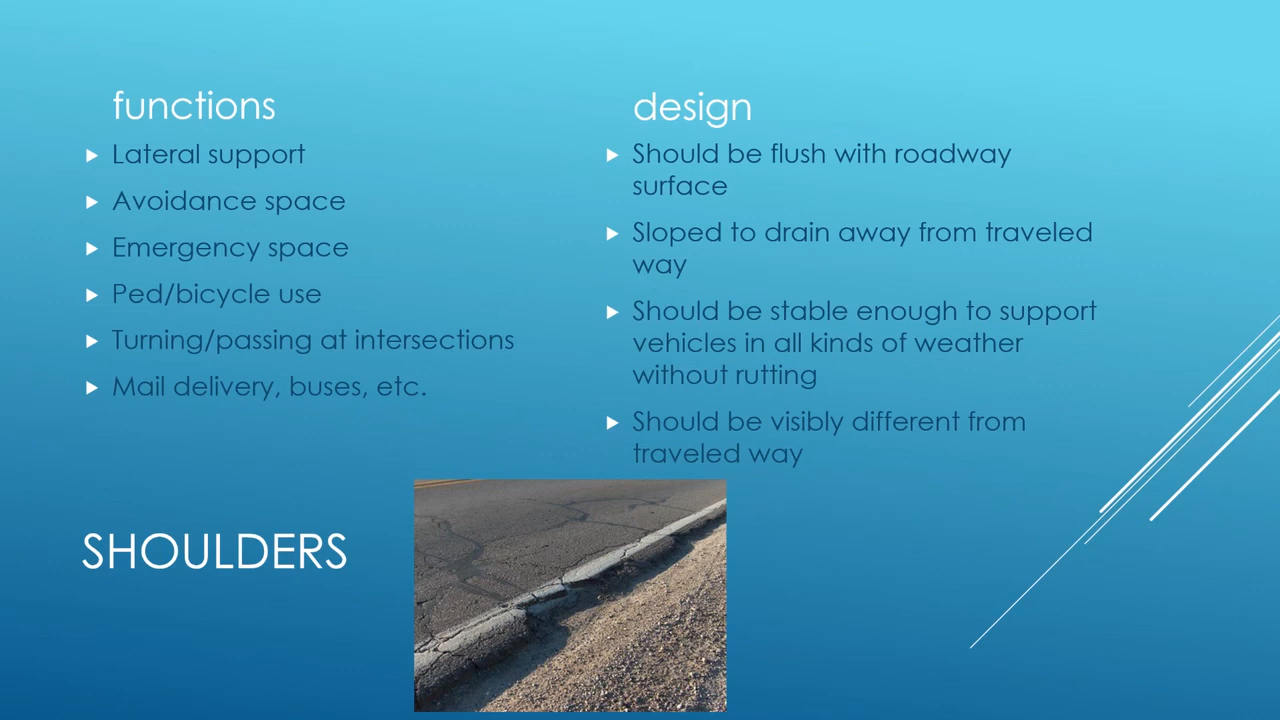 functions
Lateral support
Avoidance space
Emergency space
Ped/bicycle use
Turning/passing at intersections
Mail delivery, buses, etc.
design
Should be flush with roadway
surface
Sloped to drain away from traveled
way
Should be stable enough to support
vehicles in all kinds of weather
without rutting
Should be visibly different from
traveled way
SHOULDERS